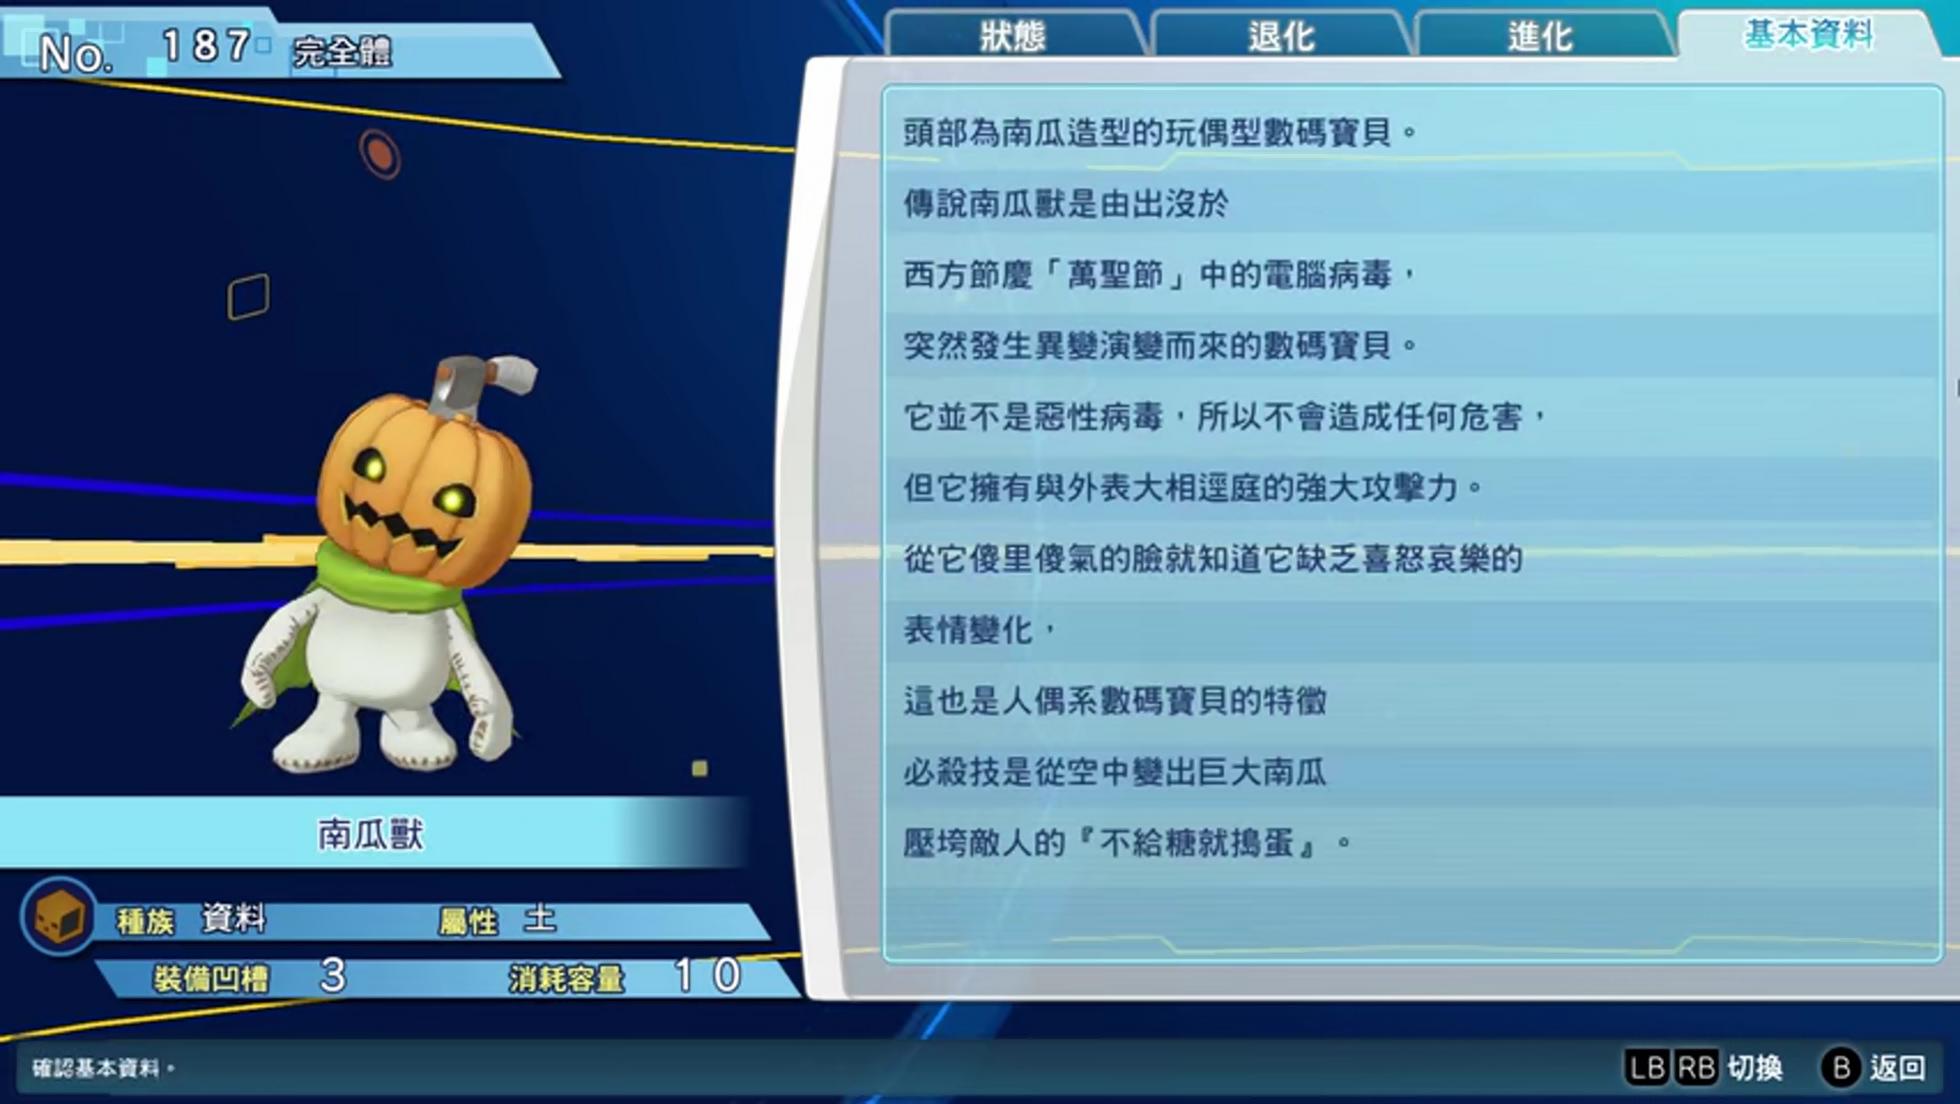 No. 187 完全體
狀態 退化 進化 基本資料
頭部為南瓜造型的玩偶型數碼寶貝。
傳說南瓜獸是由出沒於
西方節慶「萬聖節」中的電腦病毒，
突然發生異變演變而來的數碼寶貝。
它並不是惡性病毒，所以不會造成任何危害，
但它擁有與外表大相逕庭的強大攻擊力。
從它傻里傻氣的臉就知道它缺乏喜怒哀樂的
表情變化，
這也是人偶系數碼寶貝的特徵
必殺技是從空中變出巨大南瓜
壓垮敵人的『不給糖就搗蛋』。
南瓜獸
種族 資料 屬性 土
裝備凹槽 3 消耗容量 10
確認基本資料。
LB RB 切換 B 返回